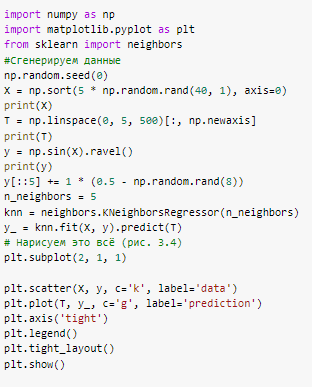 import numpy as np
import matplotlib.pyplot as plt
from sklearn import neighbors
#Сгенерируем данные
np.random.seed(0)
X = np.sort(5 * np.random.rand(40, 1), axis=0)
print(X)
T = np.linspace(0, 5, 500)[:, np.newaxis]
print(T)
y = np.sin(X).ravel()
print(y)
y[::5] += 1 * (0.5 - np.random.rand(8))
n_neighbors = 5
knn = neighbors.KNeighborsRegressor(n_neighbors)
y_ = knn.fit(X, y).predict(T)
# Нарисуем это всё (рис. 3.4)
plt.subplot(2, 1, 1)
plt.scatter(X, y, c='k', label='data')
plt.plot(T, y_, c='g', label='prediction')
plt.axis('tight')
plt.legend()
plt.tight_layout()
plt.show()